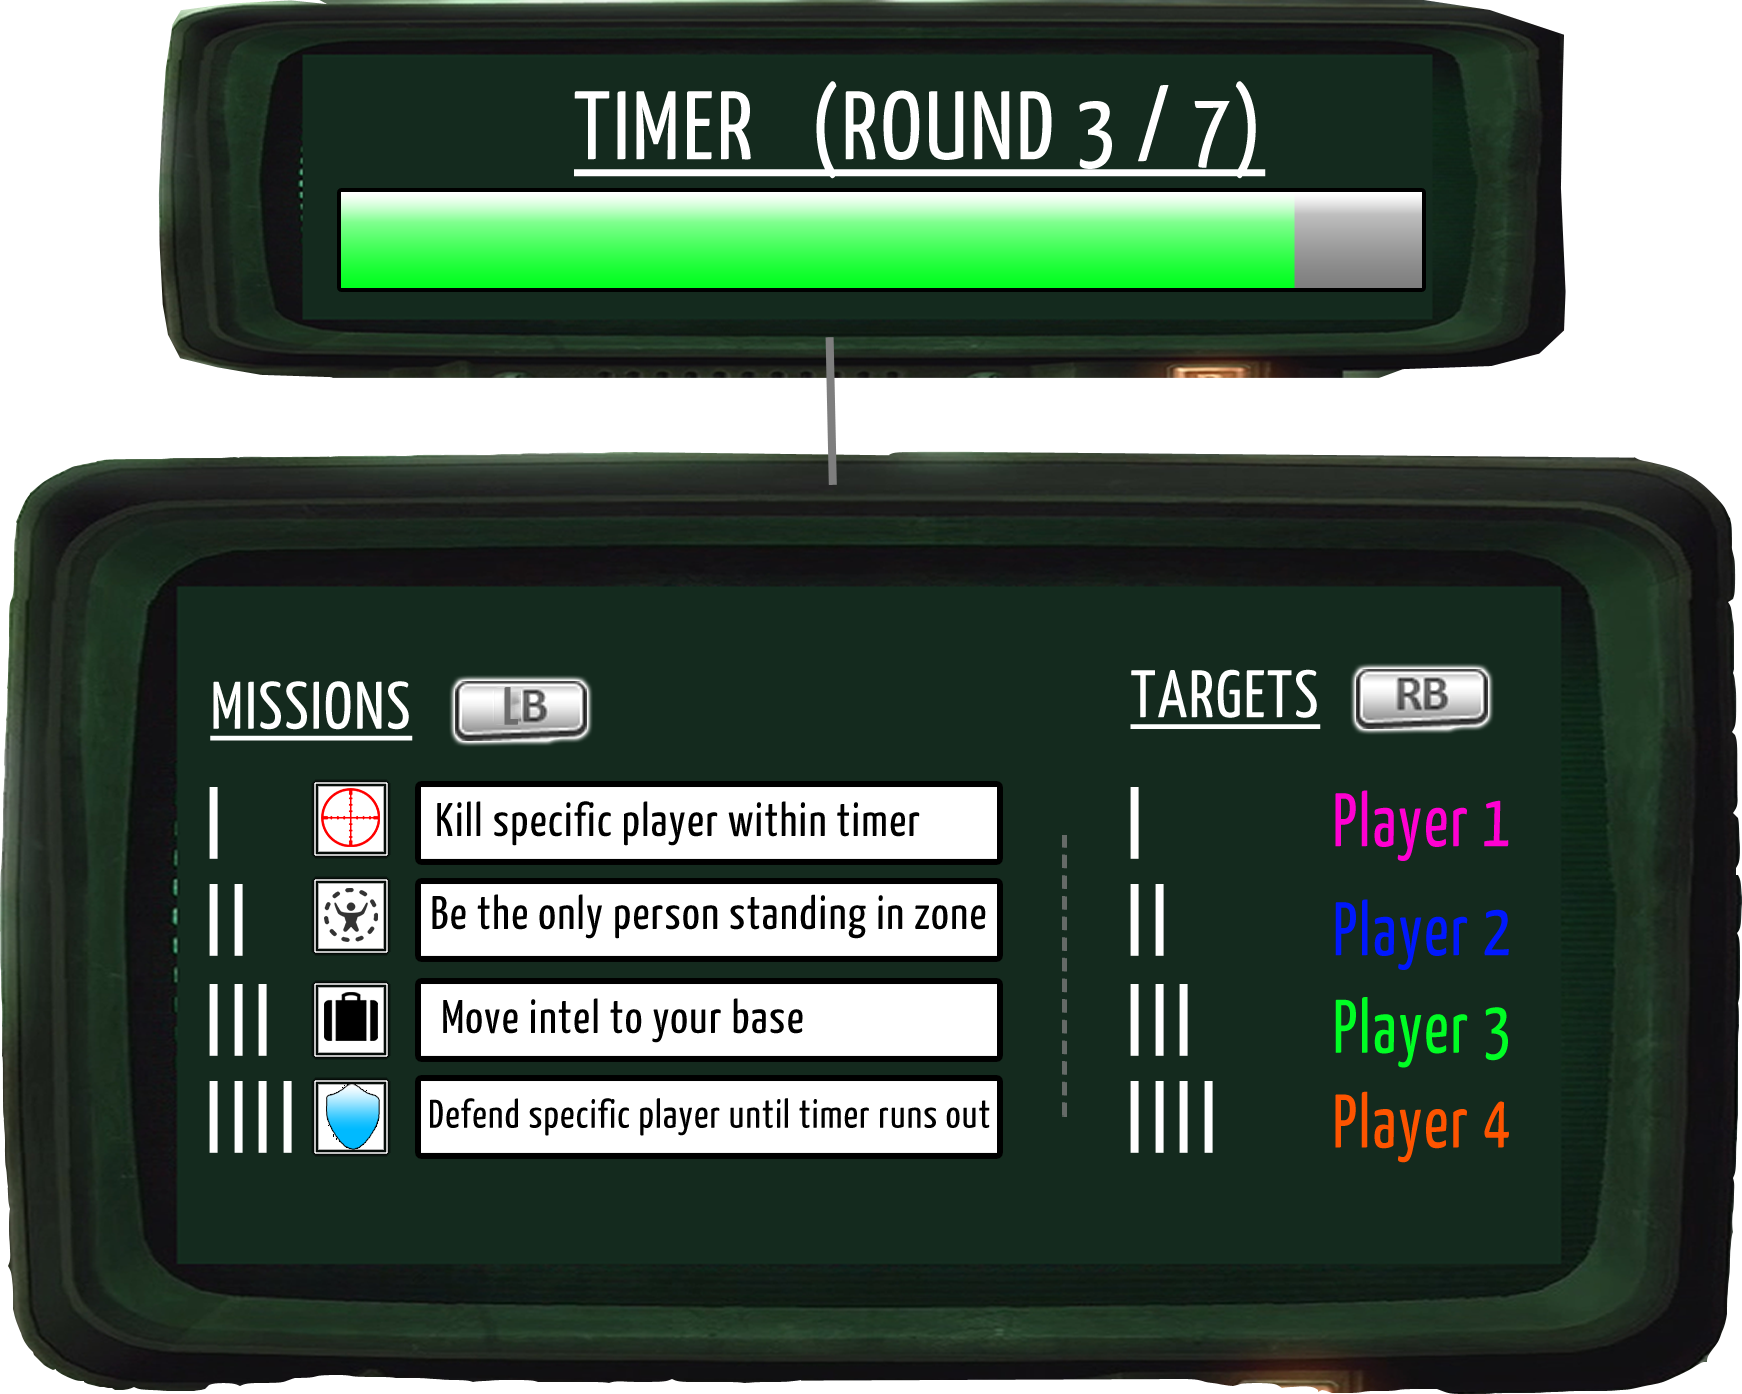 TIMER (ROUND 3 / 7)
MISSIONS LB
Kill specific player within timer
Be the only person standing in zone
Move intel to your base
Defend specific player until timer runs out
TARGETS RB
Player 1
Player 2
Player 3
Player 4